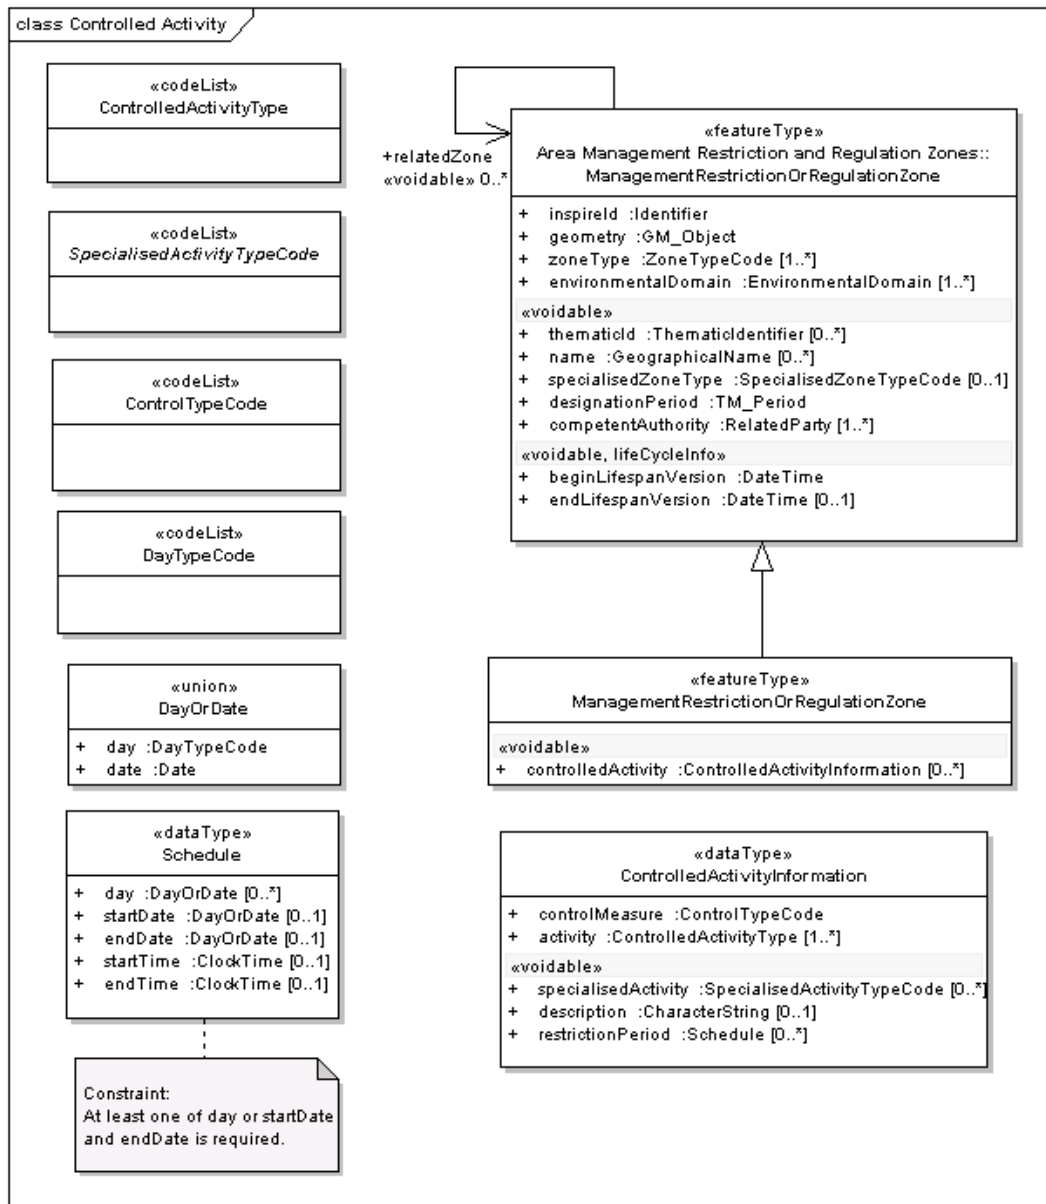 class Controlled Activity
«codeList»
ControlledActivityType
«codeList»
SpecialisedActivityTypeCode
«codeList»
ControlTypeCode
«codeList»
DayTypeCode
«union»
DayOrDate
+ day :DayTypeCode
+ date :Date
«dataType»
Schedule
+ day :DayOrDate [0..*]
+ startDate :DayOrDate [0..1]
+ endDate :DayOrDate [0..1]
+ startTime :ClockTime [0..1]
+ endTime :ClockTime [0..1]
Constraint:
At least one of day or startDate
and endDate is required.
+relatedZone
«voidable» 0..*
«featureType»
Area Management Restriction and Regulation Zones::
ManagementRestrictionOrRegulationZone
+ inspireId :Identifier
+ geometry :GM_Object
+ zoneType :ZoneTypeCode [1..*]
+ environmentalDomain :EnvironmentalDomain [1..*]
«voidable»
+ thematicId :ThematicIdentifier [0..*]
+ name :GeographicalName [0..*]
+ specialisedZoneType :SpecialisedZoneTypeCode [0..1]
+ designationPeriod :TM_Period
+ competentAuthority :RelatedParty [1..*]
«voidable, lifeCycleInfo»
+ beginLifespanVersion :DateTime
+ endLifespanVersion :DateTime [0..1]
«featureType»
ManagementRestrictionOrRegulationZone
«voidable»
+ controlledActivity :ControlledActivityInformation [0..*]
«dataType»
ControlledActivityInformation
+ controlMeasure :ControlTypeCode
+ activity :ControlledActivityType [1..*]
«voidable»
+ specialisedActivity :SpecialisedActivityTypeCode [0..*]
+ description :CharacterString [0..1]
+ restrictionPeriod :Schedule [0..*]